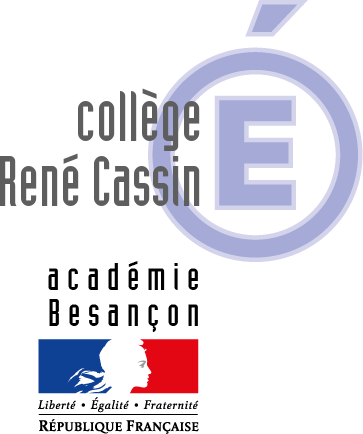 collège
René Cassin
É
académie
Besançon
Liberté • Égalité • Fraternité
RÉPUBLIQUE FRANÇAISE